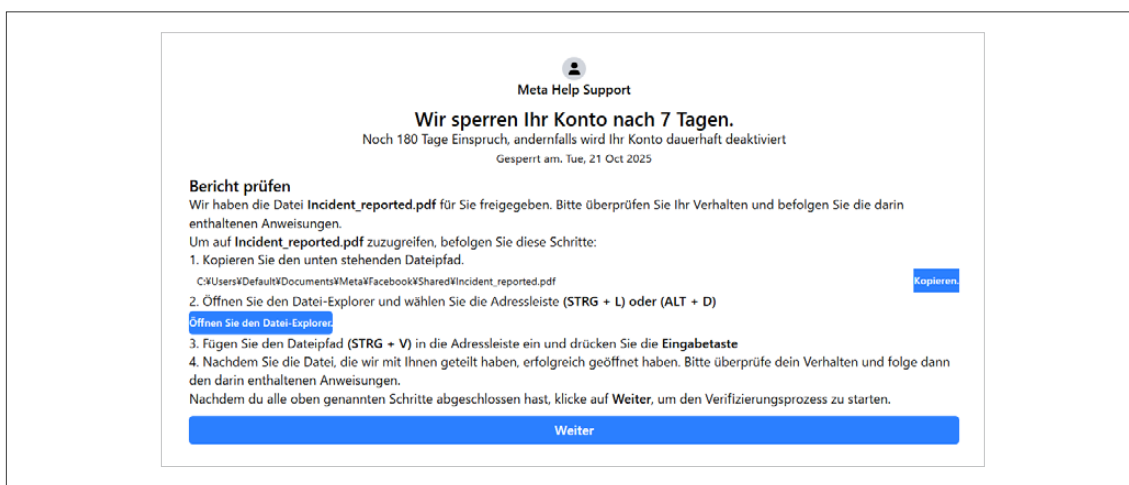 Meta Help Support
Wir sperren Ihr Konto nach 7 Tagen.
Noch 180 Tage Einspruch, andernfalls wird Ihr Konto dauerhaft deaktiviert
Gesperrt am. Tue, 21 Oct 2025
Bericht prüfen
Wir haben die Datei Incident_reported.pdf für Sie freigegeben. Bitte überprüfen Sie Ihr Verhalten und befolgen Sie die darin
enthaltenen Anweisungen.
Um auf Incident_reported.pdf zuzugreifen, befolgen Sie diese Schritte:
1. Kopieren Sie den unten stehenden Dateipfad.
C:¥Users¥Default¥Documents¥Meta¥Facebook¥Shared¥Incident_reported.pdf
Kopieren.
2. Öffnen Sie den Datei-Explorer und wählen Sie die Adressleiste (STRG + L) oder (ALT + D)
Öffnen Sie den Datei-Explorer.
3. Fügen Sie den Dateipfad (STRG + V) in die Adressleiste ein und drücken Sie die Eingabetaste
4. Nachdem Sie die Datei, die wir mit Ihnen geteilt haben, erfolgreich geöffnet haben. Bitte überprüfe dein Verhalten und folge dann
den darin enthaltenen Anweisungen.
Nachdem du alle oben genannten Schritte abgeschlossen hast, klicke auf Weiter, um den Verifizierungsprozess zu starten.
Weiter